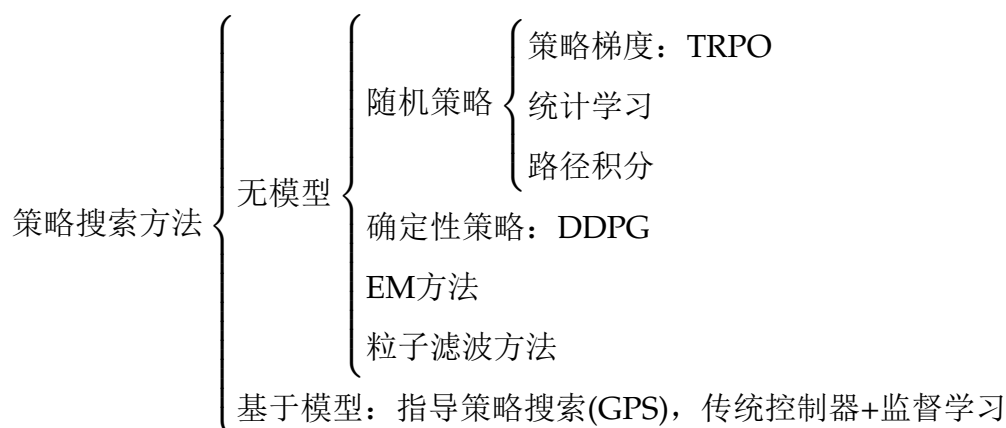 策略搜索方法
无模型
随机策略
策略梯度：TRPO
统计学习
路径积分
确定性策略：DDPG
EM方法
粒子滤波方法
基于模型：指导策略搜索(GPS)，传统控制器+监督学习